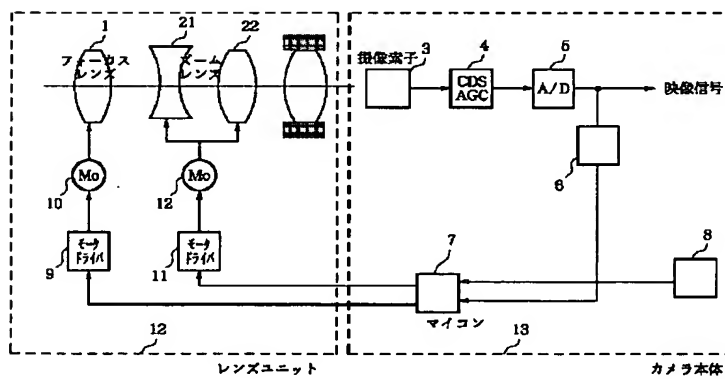 1
21
22
フォーカス
レンズ
ズーム
レンズ
撮像素子
3
4
5
CDS
AGC
A/D
映像信号
6
Mo
10
Mo
12
モータ
ドライバ
9
モータ
ドライバ
11
7
マイコン
8
12
レンズユニット
13
カメラ本体